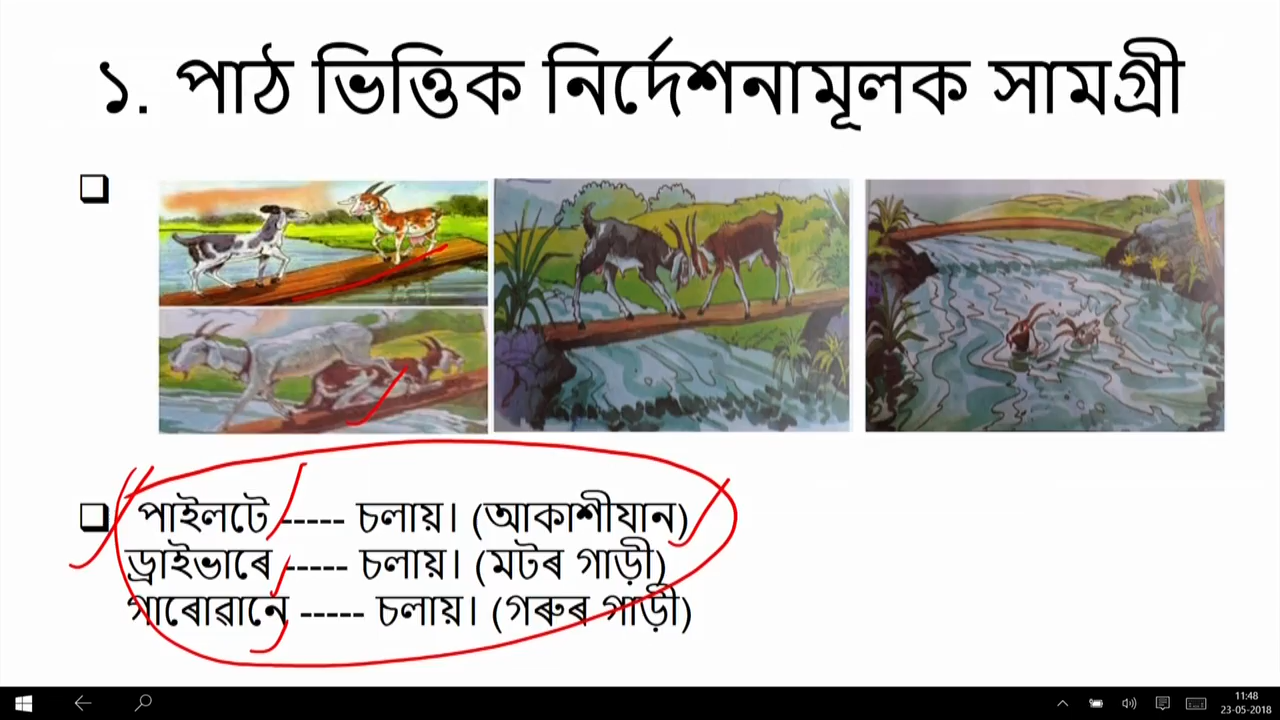 ১. পাঠ ভিত্তিক নিৰ্দেশনামূলক সামগ্ৰী
পাইলটে ----- চলায়। (আকাশীযান)
ড্ৰাইভাৰে ----- চলায়। (মটৰ গাড়ী)
গাৰোৱানে ----- চলায়। (গৰুৰ গাড়ী)
11:48
23-05-2018